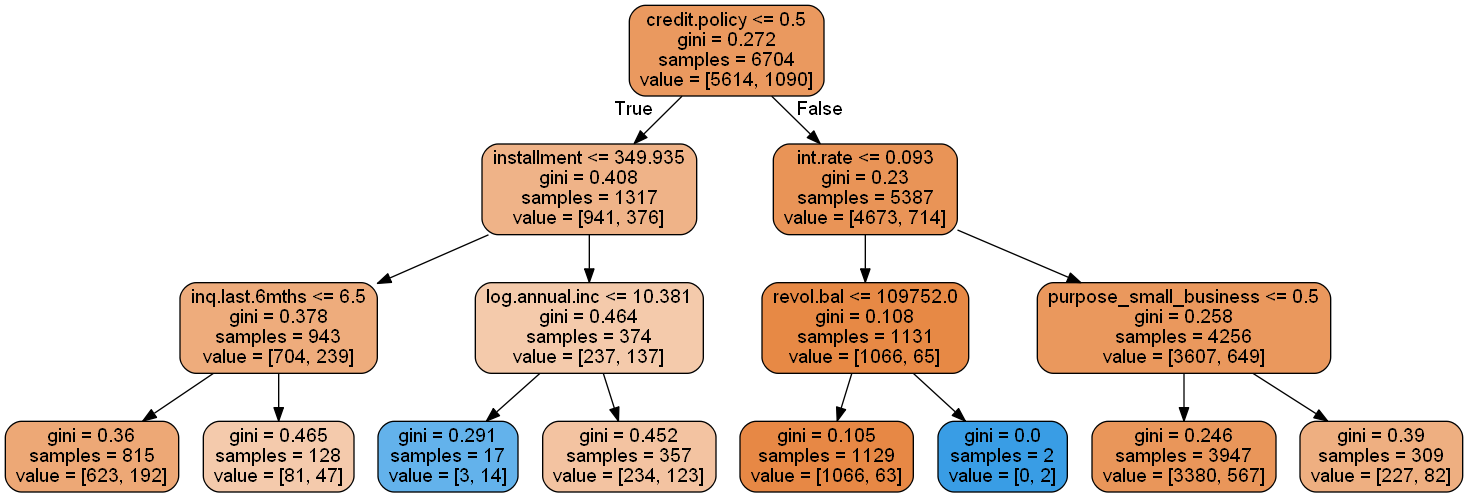 credit.policy <= 0.5
gini = 0.272
samples = 6704
value = [5614, 1090]
True
False
installment <= 349.935
gini = 0.408
samples = 1317
value = [941, 376]
int.rate <= 0.093
gini = 0.23
samples = 5387
value = [4673, 714]
inq.last.6mths <= 6.5
gini = 0.378
samples = 943
value = [704, 239]
log.annual.inc <= 10.381
gini = 0.464
samples = 374
value = [237, 137]
revol.bal <= 109752.0
gini = 0.108
samples = 1131
value = [1066, 65]
purpose_small_business <= 0.5
gini = 0.258
samples = 4256
value = [3607, 649]
gini = 0.36
samples = 815
value = [623, 192]
gini = 0.465
samples = 128
value = [81, 47]
gini = 0.291
samples = 17
value = [3, 14]
gini = 0.452
samples = 357
value = [234, 123]
gini = 0.105
samples = 1129
value = [1066, 63]
gini = 0.0
samples = 2
value = [0, 2]
gini = 0.246
samples = 3947
value = [3380, 567]
gini = 0.39
samples = 309
value = [227, 82]